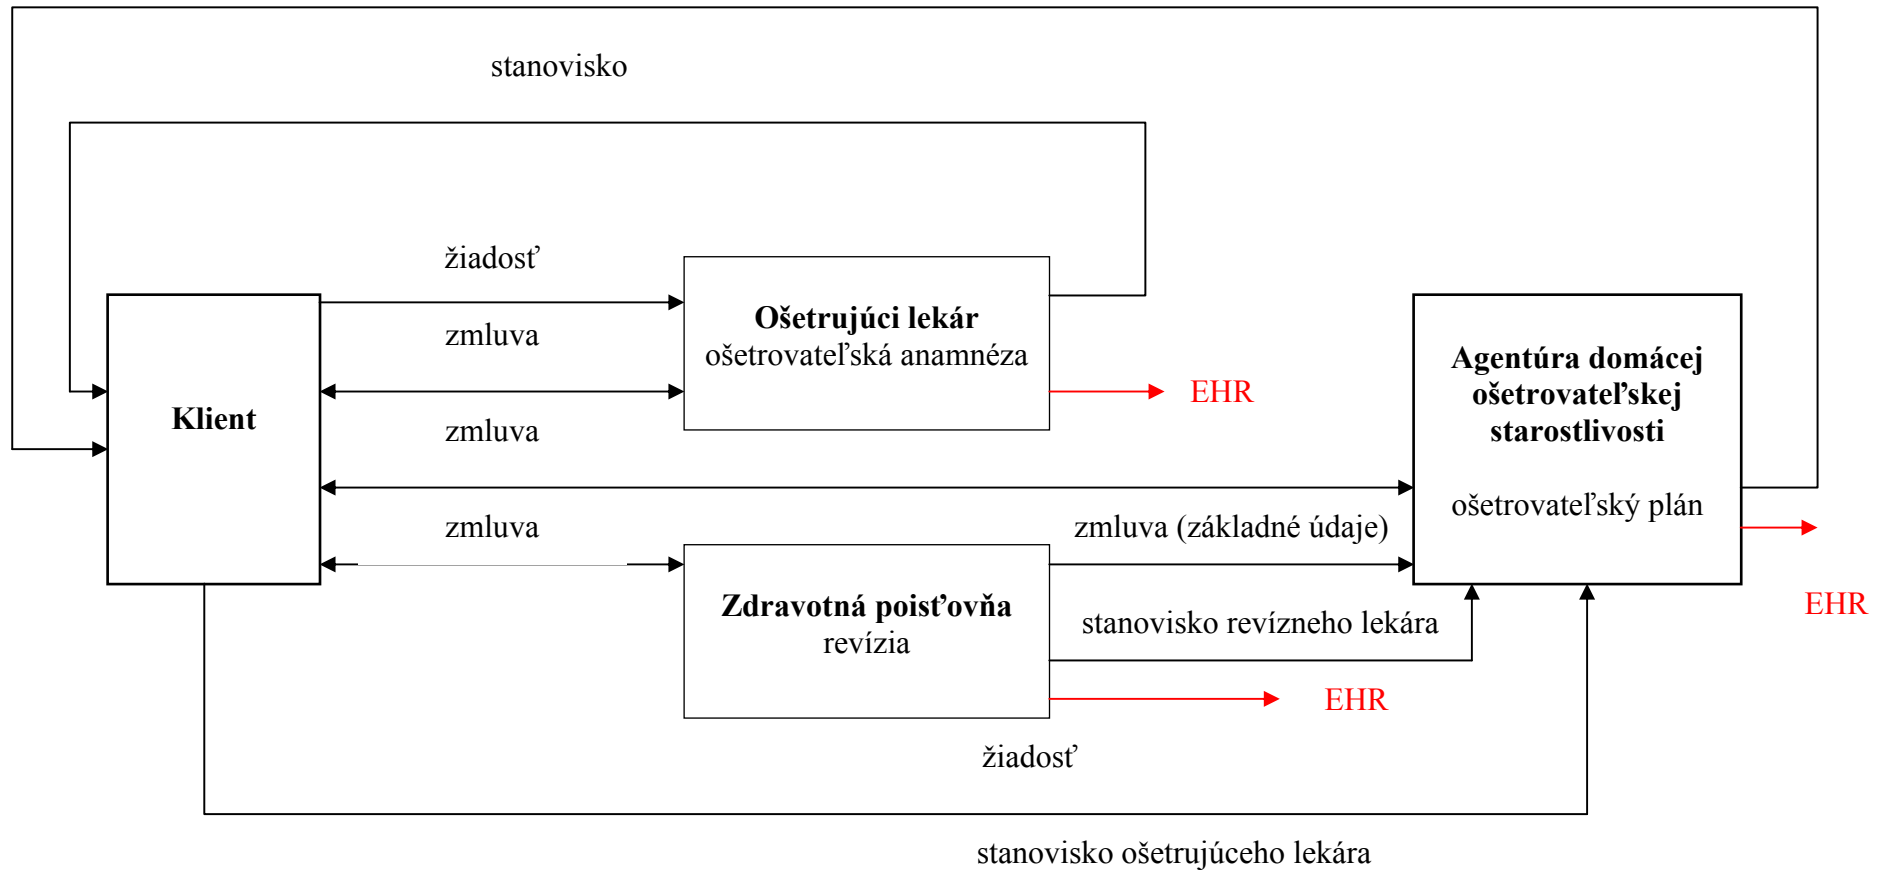 stanovisko
žiadosť
zmluva
zmluva
zmluva
Klient
Ošetrujúci lekár
ošetrovateľská anamnéza
EHR
Agentúra domácej
ošetrovateľskej
starostlivosti
ošetrovateľský plán
EHR
zmluva (základné údaje)
Zdravotná poisťovňa
revízia
stanovisko revízneho lekára
EHR
žiadosť
stanovisko ošetrujúceho lekára